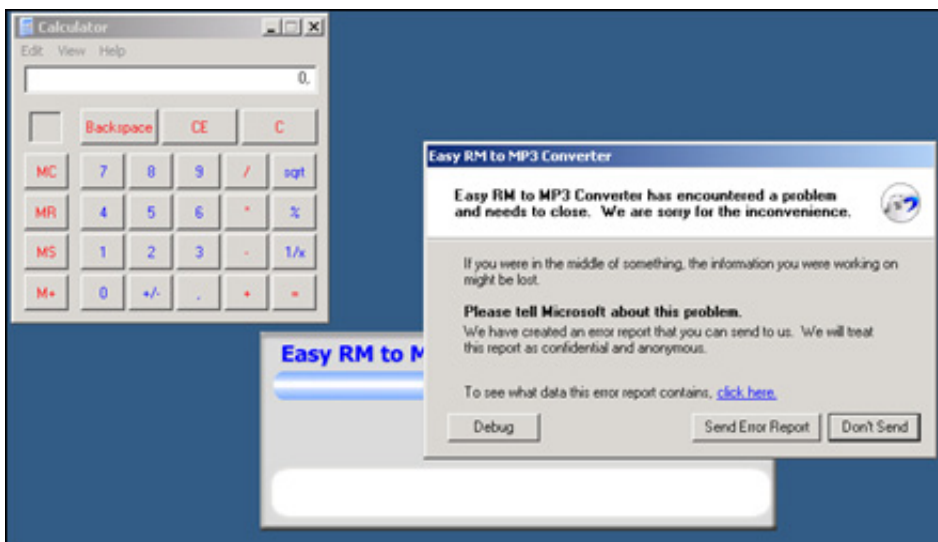 Calculator
Edit View Help
0,
Backspace CE C
MC 7 8 9 / sqrt
MR 4 5 6 * %
MS 1 2 3 - 1/x
M+ 0 +/- , + =
Easy RM to MP3 Converter
Easy RM to MP3 Converter has encountered a problem
and needs to close. We are sorry for the inconvenience.
If you were in the middle of something, the information you were working on
might be lost.
Please tell Microsoft about this problem.
We have created an error report that you can send to us. We will treat
this report as confidential and anonymous.
To see what data this error report contains, click here.
Debug Send Error Report Don't Send
Easy RM to M